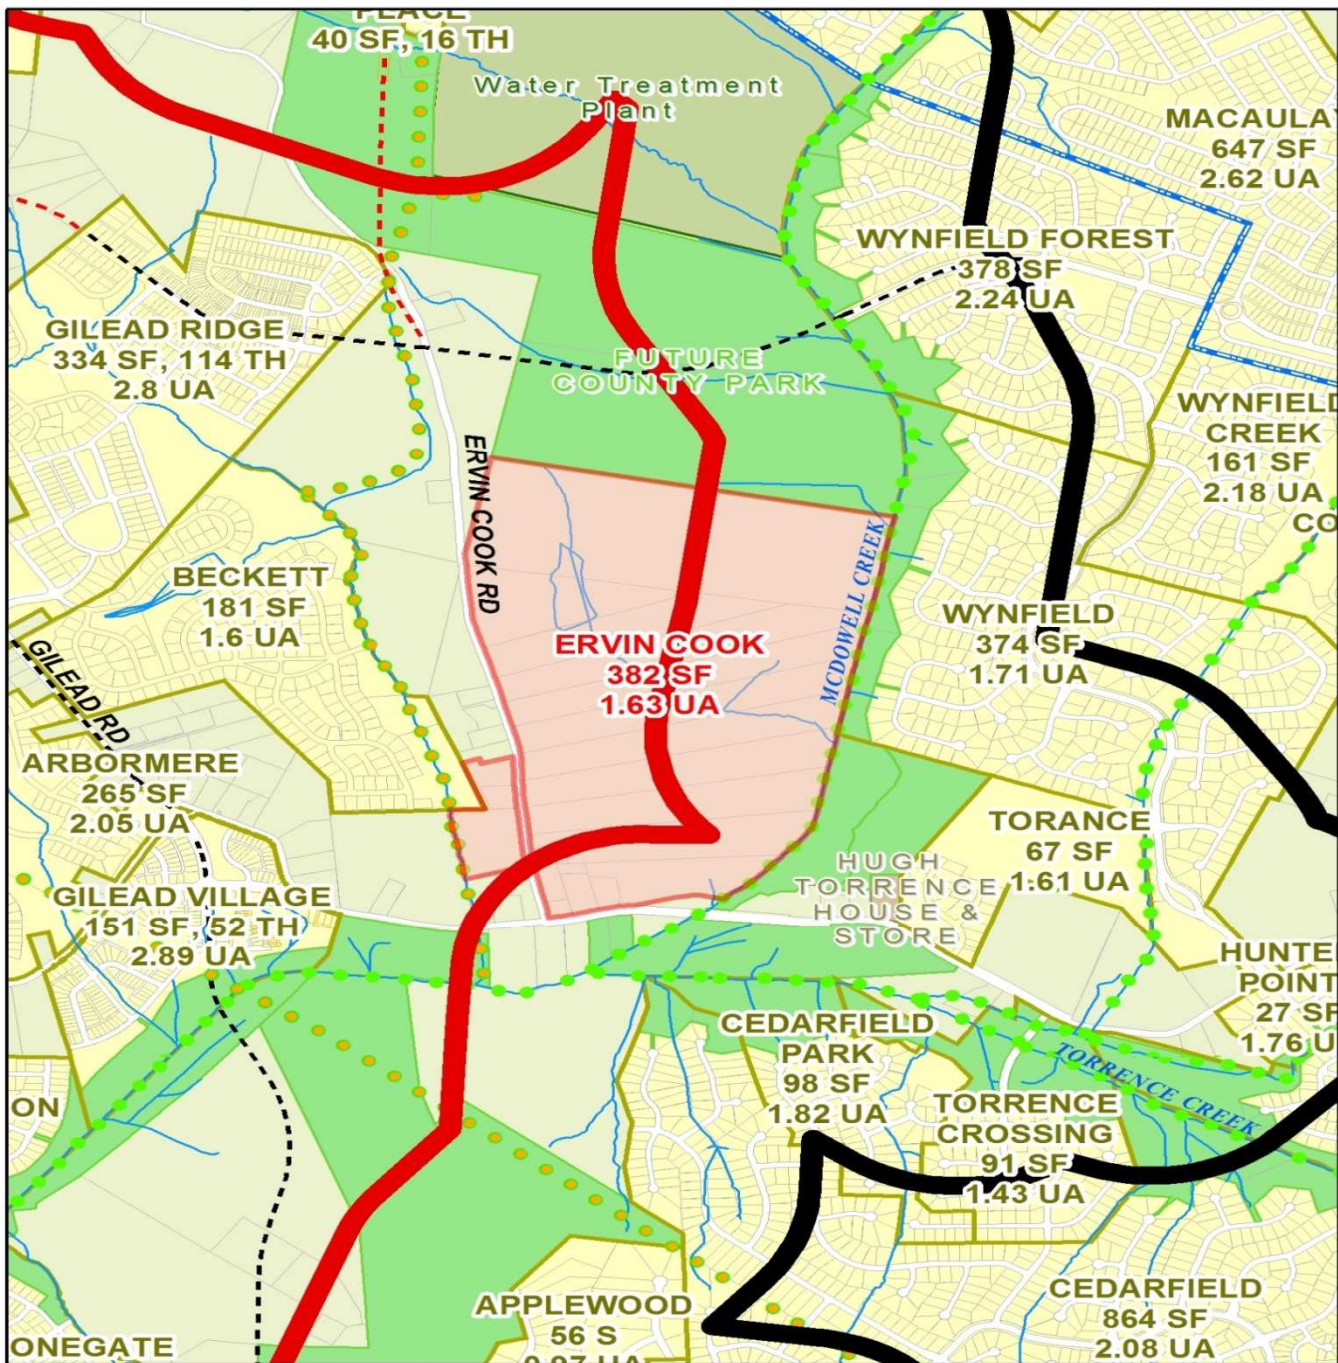 PLACE
40 SF, 16 TH
Water Treatment
Plant
MACAULAY
647 SF
2.62 UA
WYNFIELD FOREST
378 SF
2.24 UA
GILEAD RIDGE
334 SF, 114 TH
2.8 UA
FUTURE
COUNTY PARK
WYNFIELD
CREEK
161 SF
2.18 UA
CO
ERVIN COOK RD
MCDOWELL CREEK
BECKETT
181 SF
1.6 UA
WYNFIELD
374 SF
1.71 UA
ERVIN COOK
382 SF
1.63 UA
GILEAD RD
ARBORMERE
265 SF
2.05 UA
TORANCE
67 SF
1.61 UA
HUGH
TORRENCE
HOUSE &
STORE
GILEAD VILLAGE
151 SF, 52 TH
2.89 UA
HUNTE
POINT
27 SF
1.76 U
CEDARFIELD
PARK
98 SF
1.82 UA
TORRENCE CREEK
TORRENCE
CROSSING
91 SF
1.43 UA
ON
CEDARFIELD
864 SF
2.08 UA
APPLEWOOD
56 S
0.97 UA
ONEGATE